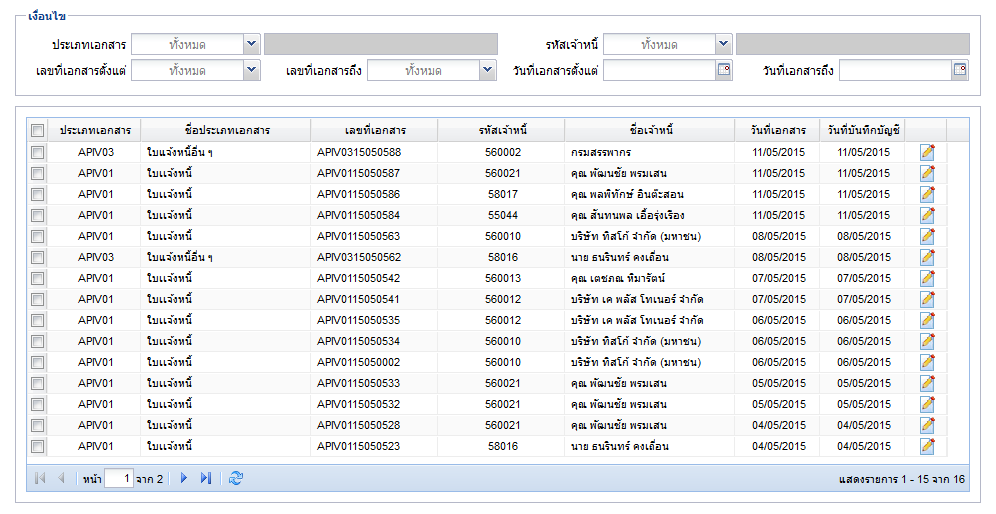 เงื่อนไข
ประเภทเอกสาร ทั้งหมด รหัสเจ้าหนี้ ทั้งหมด
เลขที่เอกสารตั้งแต่ ทั้งหมด เลขที่เอกสารถึง ทั้งหมด วันที่เอกสารตั้งแต่ วันที่เอกสารถึง
ประเภทเอกสาร ชื่อประเภทเอกสาร เลขที่เอกสาร รหัสเจ้าหนี้ ชื่อเจ้าหนี้ วันที่เอกสาร วันที่บันทึกบัญชี
APIV03 ใบแจ้งหนี้อื่น ๆ APIV0315050588 560002 กรมสรรพากร 11/05/2015 11/05/2015
APIV01 ใบแจ้งหนี้ APIV0115050587 560021 คุณ พัฒนชัย พรมเสน 11/05/2015 11/05/2015
APIV01 ใบแจ้งหนี้ APIV0115050586 58017 คุณ พลพิทักษ์ อินต๊ะสอน 11/05/2015 11/05/2015
APIV01 ใบแจ้งหนี้ APIV0115050584 55044 คุณ สันทนพล เอื้อรุ่งเรือง 11/05/2015 11/05/2015
APIV01 ใบแจ้งหนี้ APIV0115050563 560010 บริษัท ทิสโก้ จำกัด (มหาชน) 08/05/2015 08/05/2015
APIV03 ใบแจ้งหนี้อื่น ๆ APIV0315050562 58016 นาย ธนรินทร์ คงเถื่อน 08/05/2015 08/05/2015
APIV01 ใบแจ้งหนี้ APIV0115050542 560013 คุณ เตชภณ ทิมารัตน์ 07/05/2015 07/05/2015
APIV01 ใบแจ้งหนี้ APIV0115050541 560012 บริษัท เค พลัส โทเนอร์ จำกัด 07/05/2015 07/05/2015
APIV01 ใบแจ้งหนี้ APIV0115050535 560012 บริษัท เค พลัส โทเนอร์ จำกัด 06/05/2015 06/05/2015
APIV01 ใบแจ้งหนี้ APIV0115050534 560010 บริษัท ทิสโก้ จำกัด (มหาชน) 06/05/2015 06/05/2015
APIV01 ใบแจ้งหนี้ APIV0115050002 560010 บริษัท ทิสโก้ จำกัด (มหาชน) 06/05/2015 06/05/2015
APIV01 ใบแจ้งหนี้ APIV0115050533 560021 คุณ พัฒนชัย พรมเสน 05/05/2015 05/05/2015
APIV01 ใบแจ้งหนี้ APIV0115050532 560021 คุณ พัฒนชัย พรมเสน 05/05/2015 05/05/2015
APIV01 ใบแจ้งหนี้ APIV0115050528 560021 คุณ พัฒนชัย พรมเสน 04/05/2015 04/05/2015
APIV01 ใบแจ้งหนี้ APIV0115050523 58016 นาย ธนรินทร์ คงเถื่อน 04/05/2015 04/05/2015
หน้า 1 จาก 2 แสดงรายการ 1 - 15 จาก 16